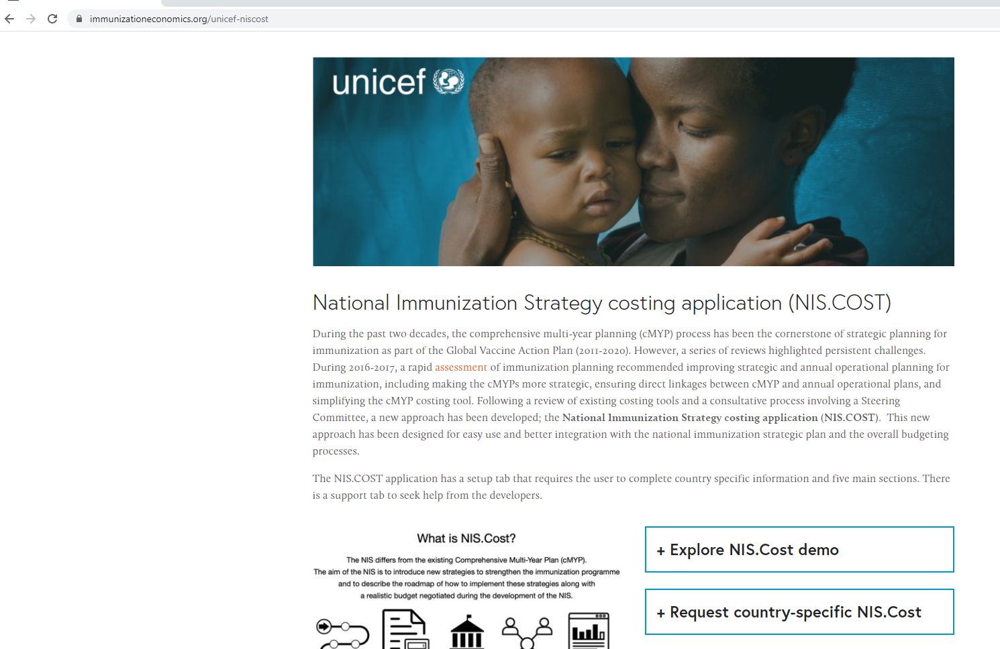 immunizationeconomics.org/unicef-niscost
unicef
National Immunization Strategy costing application (NIS.COST)
During the past two decades, the comprehensive multi-year planning (cMYP) process has been the cornerstone of strategic planning for
immunization as part of the Global Vaccine Action Plan (2011-2020). However, a series of reviews highlighted persistent challenges.
During 2016-2017, a rapid assessment of immunization planning recommended improving strategic and annual operational planning for
immunization, including making the cMYPs more strategic, ensuring direct linkages between cMYP and annual operational plans, and
simplifying the cMYP costing tool. Following a review of existing costing tools and a consultative process involving a Steering
Committee, a new approach has been developed; the National Immunization Strategy costing application (NIS.COST). This new
approach has been designed for easy use and better integration with the national immunization strategic plan and the overall budgeting
processes.
The NIS.COST application has a setup tab that requires the user to complete country specific information and five main sections. There
is a support tab to seek help from the developers.
What is NIS.Cost?
The NIS differs from the existing Comprehensive Multi-Year Plan (cMYP).
The aim of the NIS is to introduce new strategies to strengthen the immunization programme
and to describe the roadmap of how to implement these strategies along with
a realistic budget negotiated during the development of the NIS.
+ Explore NIS.Cost demo
+ Request country-specific NIS.Cost